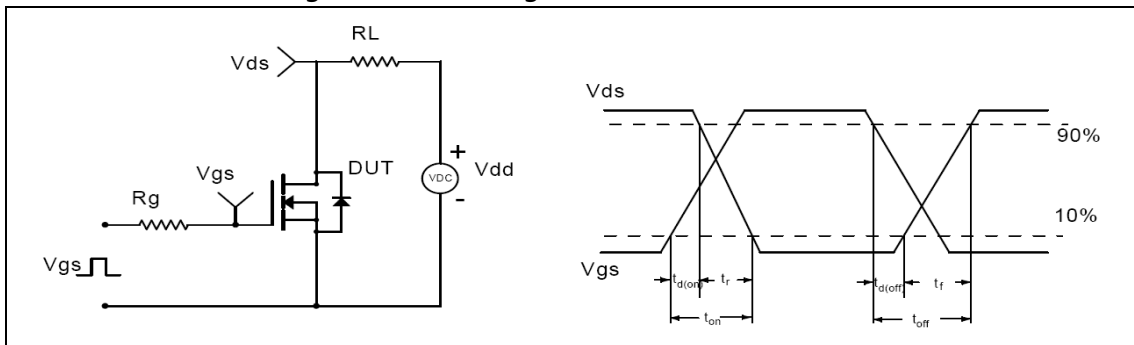 RL
Vds
Vgs
DUT
VDC
+
Vdd
-
Rg
Vgs
Vds
90%
10%
Vgs
td(on)
tr
td(off)
tf
ton
toff